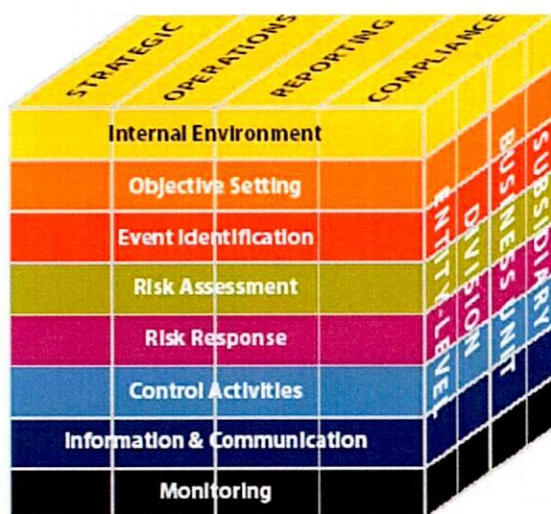 STRATEGIC
OPERATIONS
REPORTING
COMPLIANCE
Internal Environment
Objective Setting
Event Identification
Risk Assessment
Risk Response
Control Activities
Information & Communication
Monitoring
ENTITY-LEVEL
DIVISION
BUSINESS UNIT
SUBSIDIARY